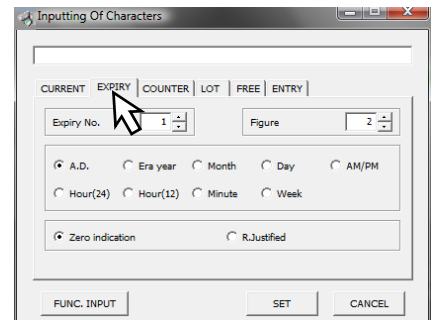 Inputting Of Characters
CURRENT EXPIRY COUNTER LOT FREE ENTRY
Expiry No. 1 Figure 2
A.D. Era year Month Day AM/PM
Hour(24) Hour(12) Minute Week
Zero indication R.Justified
FUNC. INPUT SET CANCEL